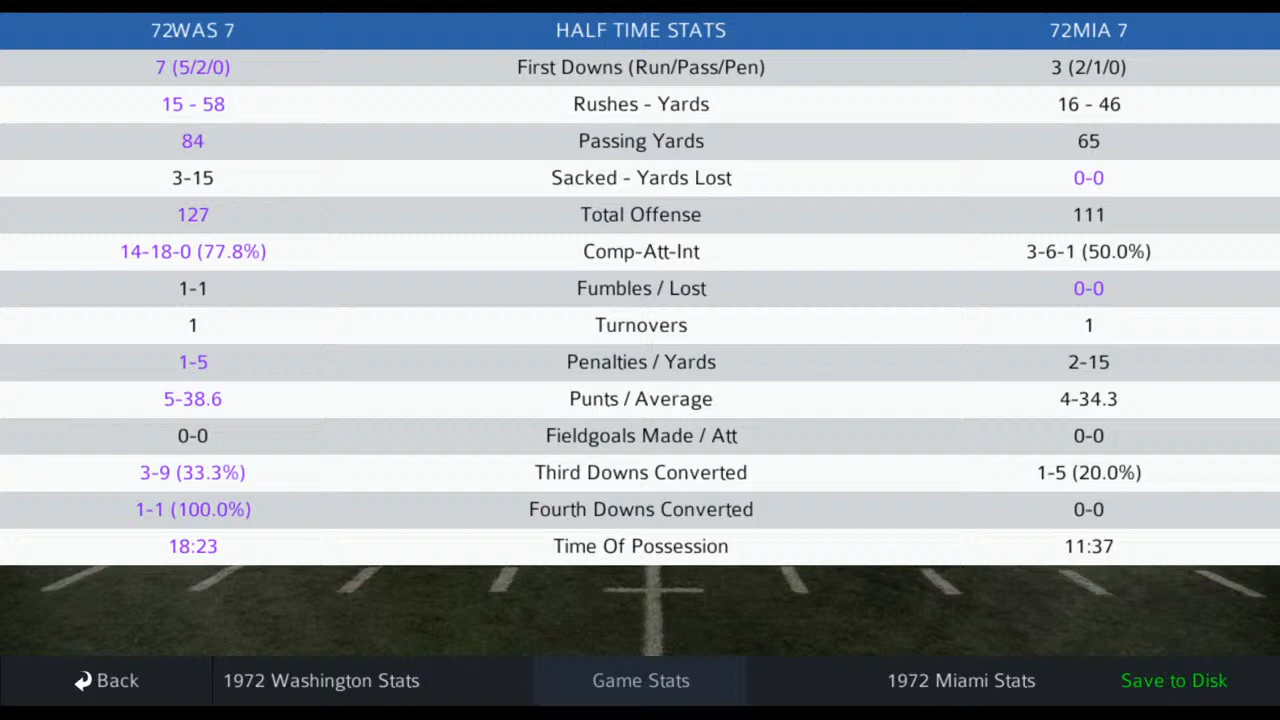 72WAS 7 HALF TIME STATS 72MIA 7
7 (5/2/0) First Downs (Run/Pass/Pen) 3 (2/1/0)
15 - 58 Rushes - Yards 16 - 46
84 Passing Yards 65
3-15 Sacked - Yards Lost 0-0
127 Total Offense 111
14-18-0 (77.8%) Comp-Att-Int 3-6-1 (50.0%)
1-1 Fumbles / Lost 0-0
1 Turnovers 1
1-5 Penalties / Yards 2-15
5-38.6 Punts / Average 4-34.3
0-0 Fieldgoals Made / Att 0-0
3-9 (33.3%) Third Downs Converted 1-5 (20.0%)
1-1 (100.0%) Fourth Downs Converted 0-0
18:23 Time Of Possession 11:37
Back 1972 Washington Stats Game Stats 1972 Miami Stats Save to Disk